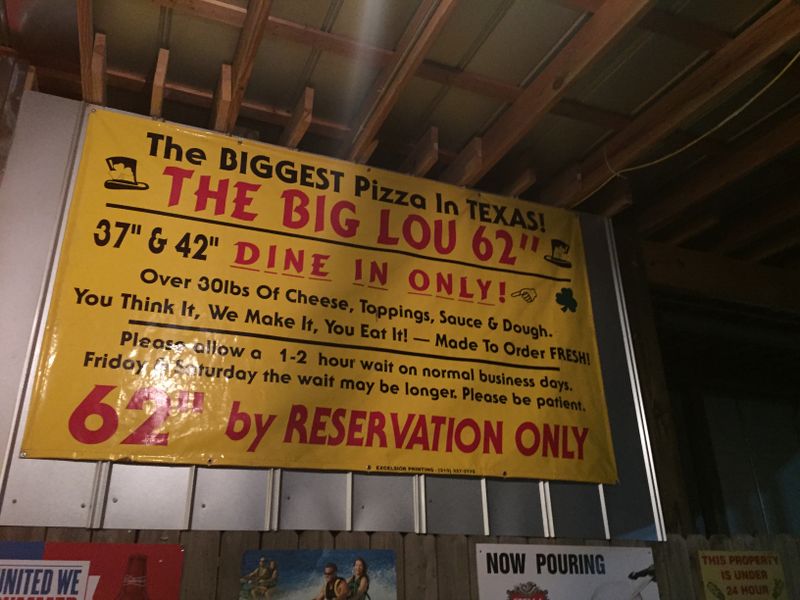 The BIGGEST Pizza In TEXAS!
THE BIG LOU 62"
37" & 42" DINE IN ONLY!
Over 30lbs Of Cheese, Toppings, Sauce & Dough.
You Think It, We Make It, You Eat It! — Made To Order FRESH!
Please allow a 1-2 hour wait on normal business days.
Friday & Saturday the wait may be longer. Please be patient.
62" by RESERVATION ONLY
EXCELSIOR PRINTING
UNITED WE
NOW POURING
THIS PROPERTY
IS UNDER
24 HOUR